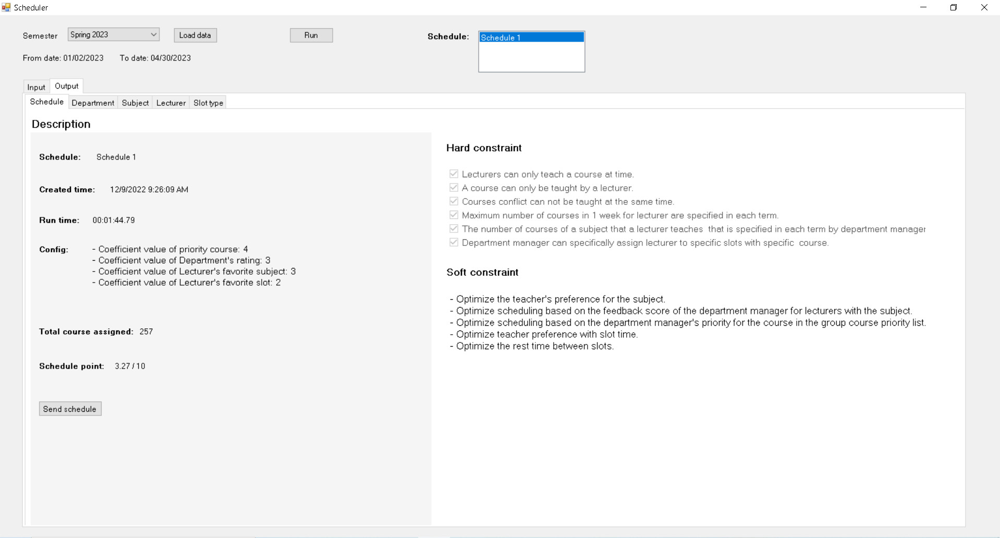 Scheduler
Semester Spring 2023 Load data Run Schedule: Schedule 1
From date: 01/02/2023 To date: 04/30/2023
Input Output
Schedule Department Subject Lecturer Slot type
Description
Schedule: Schedule 1
Created time: 12/9/2022 9:26:09 AM
Run time: 00:01:44.79
Config: - Coefficient value of priority course: 4
- Coefficient value of Department's rating: 3
- Coefficient value of Lecturer's favorite subject: 3
- Coefficient value of Lecturer's favorite slot: 2
Total course assigned: 257
Schedule point: 3.27 / 10
Send schedule
Hard constraint
Lecturers can only teach a course at time.
A course can only be taught by a lecturer.
Courses conflict can not be taught at the same time.
Maximum number of courses in 1 week for lecturer are specified in each term.
The number of courses of a subject that a lecturer teaches that is specified in each term by department manager
Department manager can specifically assign lecturer to specific slots with specific course.
Soft constraint
- Optimize the teacher's preference for the subject.
- Optimize scheduling based on the feedback score of the department manager for lecturers with the subject.
- Optimize scheduling based on the department manager's priority for the course in the group course priority list.
- Optimize teacher preference with slot time.
- Optimize the rest time between slots.